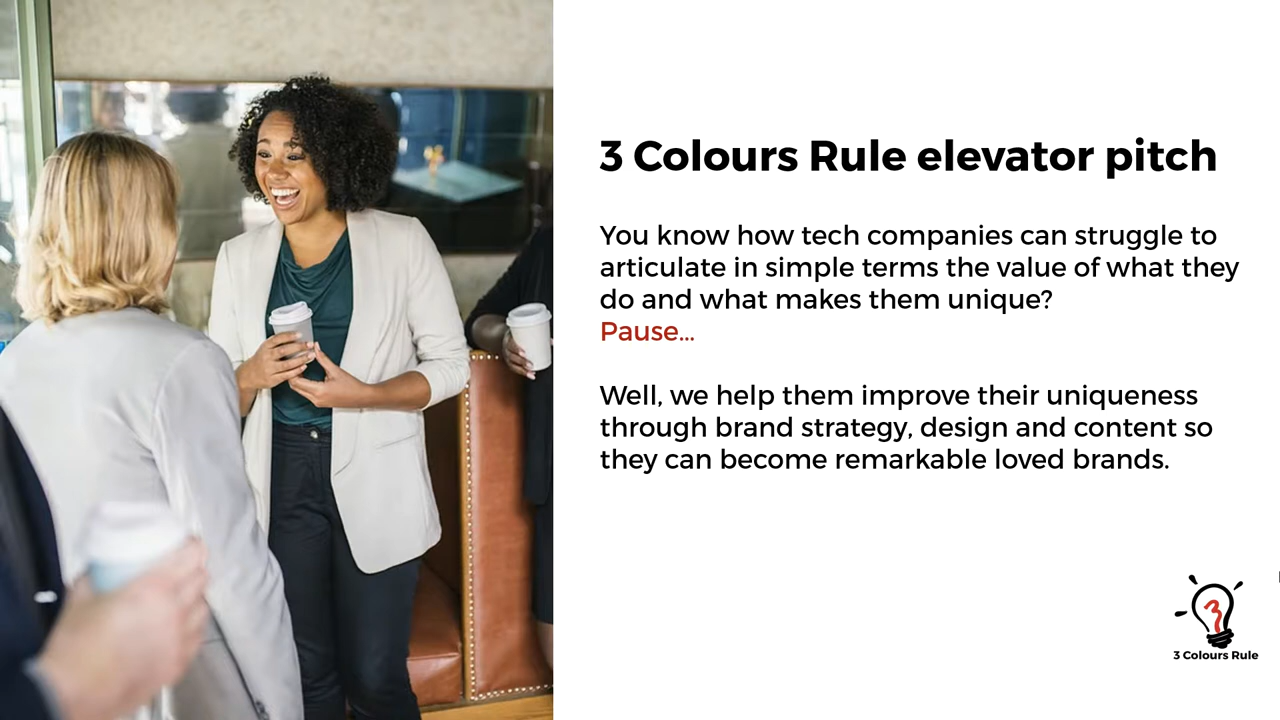 3 Colours Rule elevator pitch
You know how tech companies can struggle to
articulate in simple terms the value of what they
do and what makes them unique?
Pause...
Well, we help them improve their uniqueness
through brand strategy, design and content so
they can become remarkable loved brands.
3
3 Colours Rule